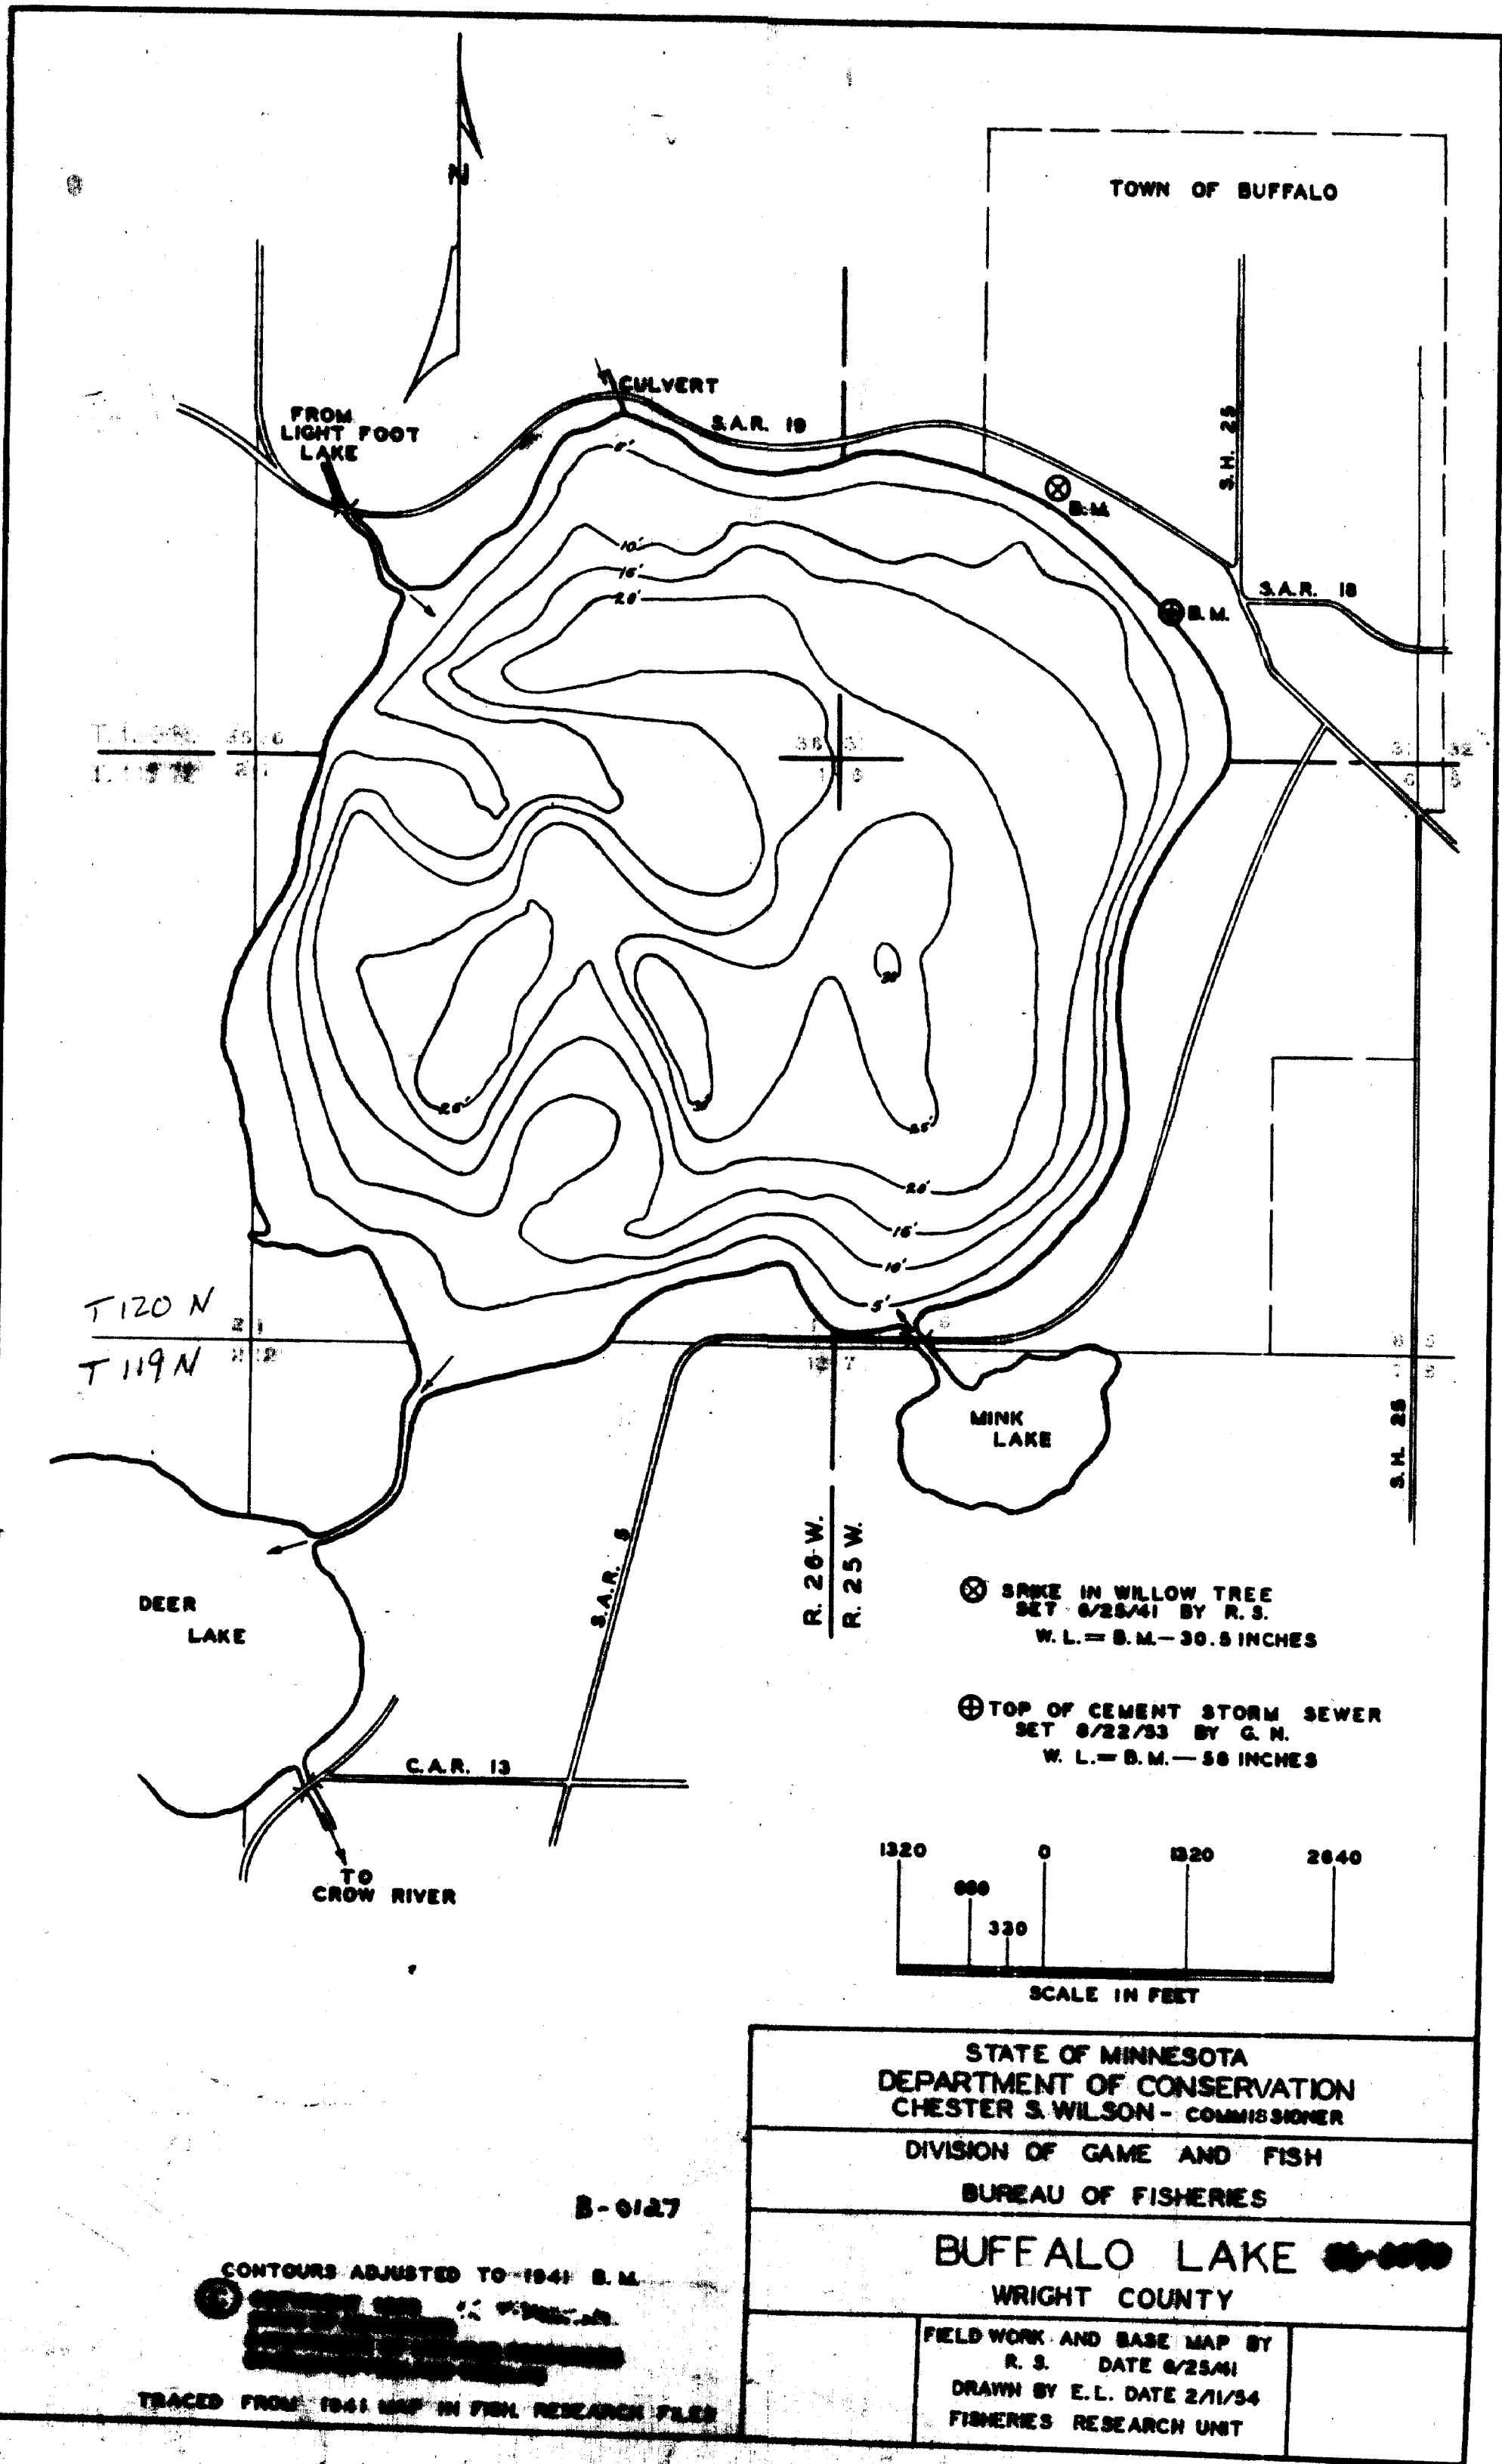 N
TOWN OF BUFFALO
CULVERT
FROM
LIGHT FOOT
LAKE
S.A.R. 19
S.H. 25
5'
B.M.
10'
15'
20'
S.A.R. 18
B.M.
30'
25'
30'
25'
20'
15'
10'
5'
T 120 N
T 119 N
MINK
LAKE
S.H. 25
DEER
LAKE
S.A.R. 5
R. 26 W.
R. 25 W.
SPIKE IN WILLOW TREE
SET 6/25/41 BY R. S.
W. L. = B. M. — 30.5 INCHES
TOP OF CEMENT STORM SEWER
SET 8/22/53 BY G. N.
W. L. = B. M. — 58 INCHES
C.A.R. 13
TO
CROW RIVER
1320 0 1320 2640
660
330
SCALE IN FEET
STATE OF MINNESOTA
DEPARTMENT OF CONSERVATION
CHESTER S. WILSON - COMMISSIONER
DIVISION OF GAME AND FISH
BUREAU OF FISHERIES
B-0127
BUFFALO LAKE
WRIGHT COUNTY
CONTOURS ADJUSTED TO 1941 B. M.
FIELD WORK AND BASE MAP BY
R. S. DATE 6/25/41
DRAWN BY E. L. DATE 2/11/54
FISHERIES RESEARCH UNIT
TRACED FROM 1941 MAP IN FISH. RESEARCH FILES